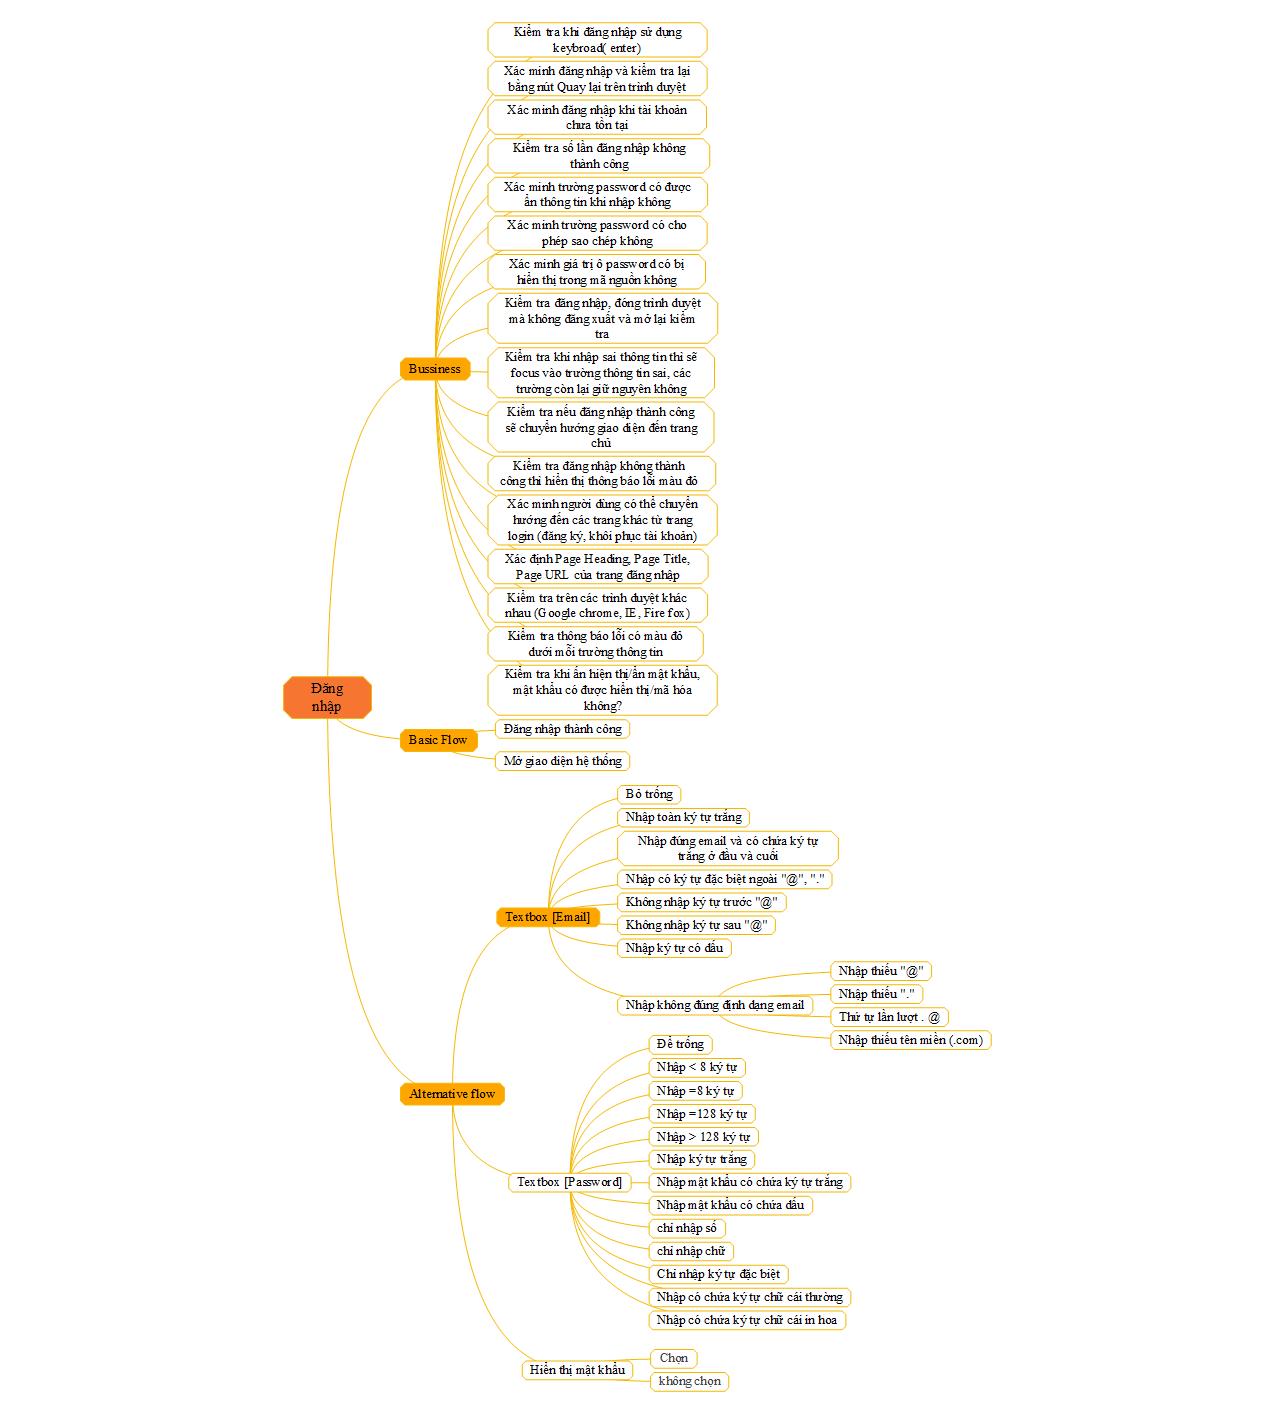 Kiểm tra khi đăng nhập sử dụng
keybroad( enter)
Xác minh đăng nhập và kiểm tra lại
bằng nút Quay lại trên trình duyệt
Xác minh đăng nhập khi tài khoản
chưa tồn tại
Kiểm tra số lần đăng nhập không
thành công
Xác minh trường password có được
ẩn thông tin khi nhập không
Xác minh trường password có cho
phép sao chép không
Xác minh giá trị ô password có bị
hiển thị trong mã nguồn không
Kiểm tra đăng nhập, đóng trình duyệt
mà không đăng xuất và mở lại kiểm
tra
Bussiness
Kiểm tra khi nhập sai thông tin thì sẽ
focus vào trường thông tin sai, các
trường còn lại giữ nguyên không
Kiểm tra nếu đăng nhập thành công
sẽ chuyển hướng giao diện đến trang
chủ
Kiểm tra đăng nhập không thành
công thì hiển thị thông báo lỗi màu đỏ
Xác minh người dùng có thể chuyển
hướng đến các trang khác từ trang
login (đăng ký, khôi phục tài khoản)
Xác định Page Heading, Page Title,
Page URL của trang đăng nhập
Kiểm tra trên các trình duyệt khác
nhau (Google chrome, IE, Fire fox)
Kiểm tra thông báo lỗi có màu đỏ
dưới mỗi trường thông tin
Kiểm tra khi ấn hiện thị/ẩn mật khẩu,
mật khẩu có được hiển thị/mã hóa
không?
Đăng
nhập
Basic Flow
Đăng nhập thành công
Mở giao diện hệ thống
Bỏ trống
Nhập toàn ký tự trắng
Nhập đúng email và có chứa ký tự
trắng ở đầu và cuối
Nhập có ký tự đặc biệt ngoài "@", "."
Không nhập ký tự trước "@"
Textbox [Email]
Không nhập ký tự sau "@"
Nhập ký tự có dấu
Nhập không đúng định dạng email
Nhập thiếu "@"
Nhập thiếu "."
Thứ tự lần lượt . @
Nhập thiếu tên miền (.com)
Alternative flow
Để trống
Nhập < 8 ký tự
Nhập =8 ký tự
Nhập =128 ký tự
Nhập > 128 ký tự
Nhập ký tự trắng
Textbox [Password]
Nhập mật khẩu có chứa ký tự trắng
Nhập mật khẩu có chứa dấu
chỉ nhập số
chỉ nhập chữ
Chỉ nhập ký tự đặc biệt
Nhập có chứa ký tự chữ cái thường
Nhập có chứa ký tự chữ cái in hoa
Hiển thị mật khẩu
Chọn
không chọn